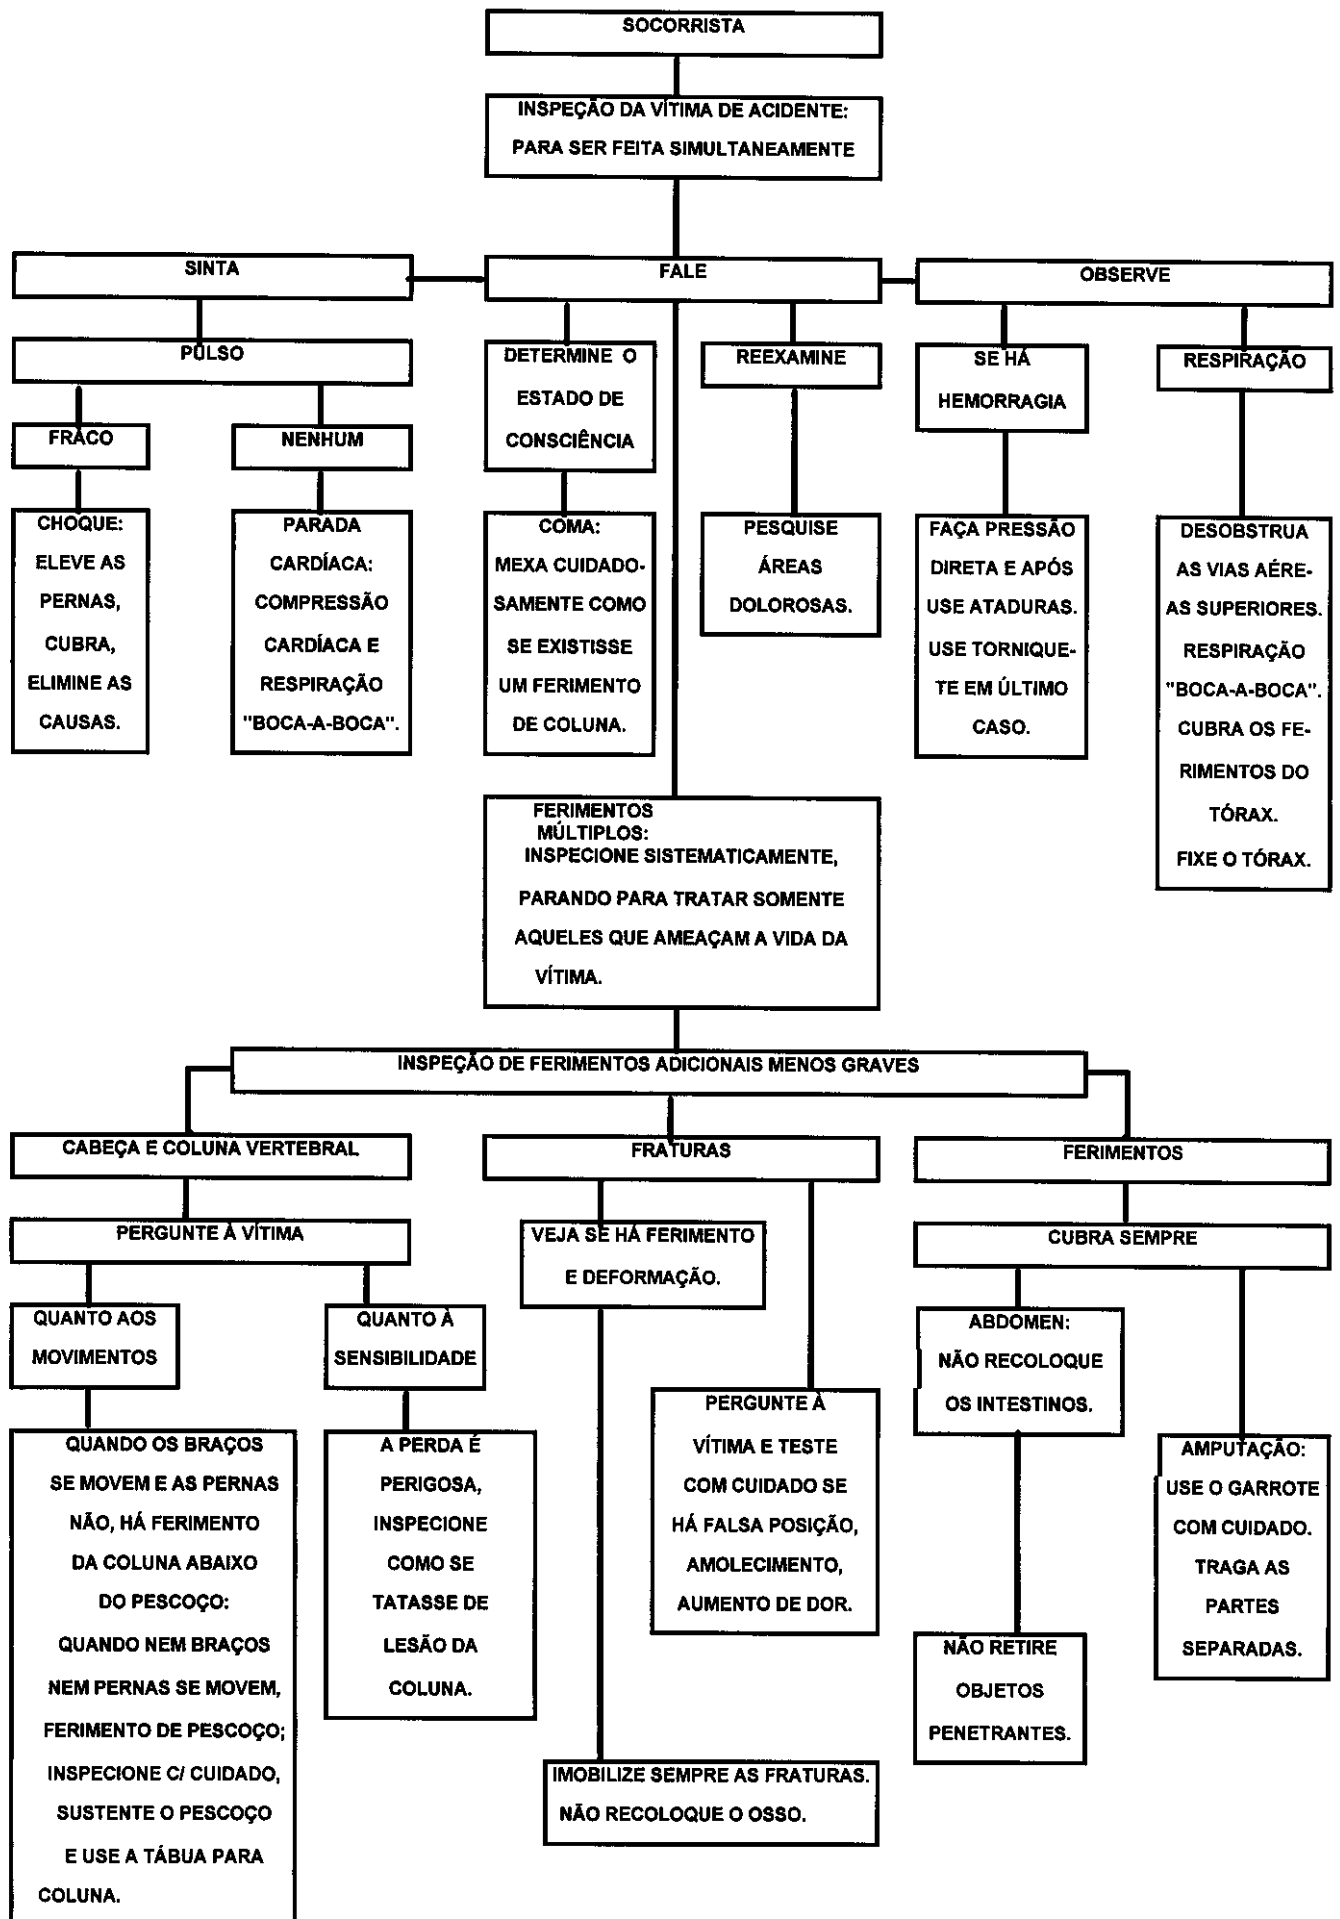 SOCORRISTA
INSPEÇÃO DA VÍTIMA DE ACIDENTE:
PARA SER FEITA SIMULTANEAMENTE
SINTA
FALE
OBSERVE
PULSO
FRACO
CHOQUE:
ELEVE AS
PERNAS,
CUBRA,
ELIMINE AS
CAUSAS.
NENHUM
PARADA
CARDÍACA:
COMPRESSÃO
CARDÍACA E
RESPIRAÇÃO
"BOCA-A-BOCA".
DETERMINE O
ESTADO DE
CONSCIÊNCIA
COMA:
MEXA CUIDADO-
SAMENTE COMO
SE EXISTISSE
UM FERIMENTO
DE COLUNA.
REEXAMINE
PESQUISE
ÁREAS
DOLOROSAS.
SE HÁ
HEMORRAGIA
FAÇA PRESSÃO
DIRETA E APÓS
USE ATADURAS.
USE TORNIQUE-
TE EM ÚLTIMO
CASO.
RESPIRAÇÃO
DESOBSTRUA
AS VIAS AÉRE-
AS SUPERIORES.
RESPIRAÇÃO
"BOCA-A-BOCA".
CUBRA OS FE-
RIMENTOS DO
TÓRAX.
FIXE O TÓRAX.
FERIMENTOS
MÚLTIPLOS:
INSPECIONE SISTEMATICAMENTE,
PARANDO PARA TRATAR SOMENTE
AQUELES QUE AMEAÇAM A VIDA DA
VÍTIMA.
INSPEÇÃO DE FERIMENTOS ADICIONAIS MENOS GRAVES
CABEÇA E COLUNA VERTEBRAL
PERGUNTE À VÍTIMA
QUANTO AOS
MOVIMENTOS
QUANDO OS BRAÇOS
SE MOVEM E AS PERNAS
NÃO, HÁ FERIMENTO
DA COLUNA ABAIXO
DO PESCOÇO:
QUANDO NEM BRAÇOS
NEM PERNAS SE MOVEM,
FERIMENTO DE PESCOÇO;
INSPECIONE C/ CUIDADO,
SUSTENTE O PESCOÇO
E USE A TÁBUA PARA
COLUNA.
QUANTO À
SENSIBILIDADE
A PERDA É
PERIGOSA,
INSPECIONE
COMO SE
TATASSE DE
LESÃO DA
COLUNA.
FRATURAS
VEJA SE HÁ FERIMENTO
E DEFORMAÇÃO.
PERGUNTE À
VÍTIMA E TESTE
COM CUIDADO SE
HÁ FALSA POSIÇÃO,
AMOLECIMENTO,
AUMENTO DE DOR.
IMOBILIZE SEMPRE AS FRATURAS.
NÃO RECOLOQUE O OSSO.
FERIMENTOS
CUBRA SEMPRE
ABDOMEN:
NÃO RECOLOQUE
OS INTESTINOS.
NÃO RETIRE
OBJETOS
PENETRANTES.
AMPUTAÇÃO:
USE O GARROTE
COM CUIDADO.
TRAGA AS
PARTES
SEPARADAS.